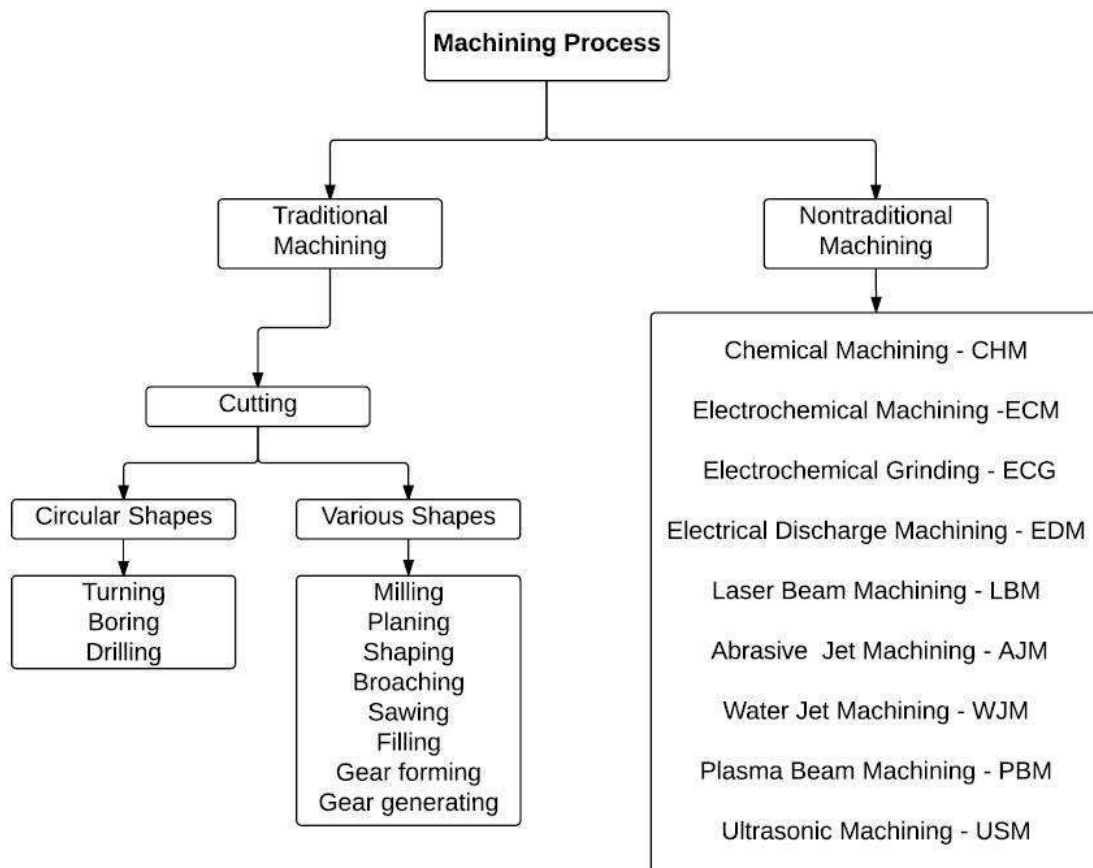 Machining Process
Traditional
Machining
Nontraditional
Machining
Cutting
Circular Shapes
Various Shapes
Turning
Boring
Drilling
Milling
Planing
Shaping
Broaching
Sawing
Filling
Gear forming
Gear generating
Chemical Machining - CHM
Electrochemical Machining -ECM
Electrochemical Grinding - ECG
Electrical Discharge Machining - EDM
Laser Beam Machining - LBM
Abrasive  Jet Machining - AJM
Water Jet Machining - WJM
Plasma Beam Machining - PBM
Ultrasonic Machining - USM